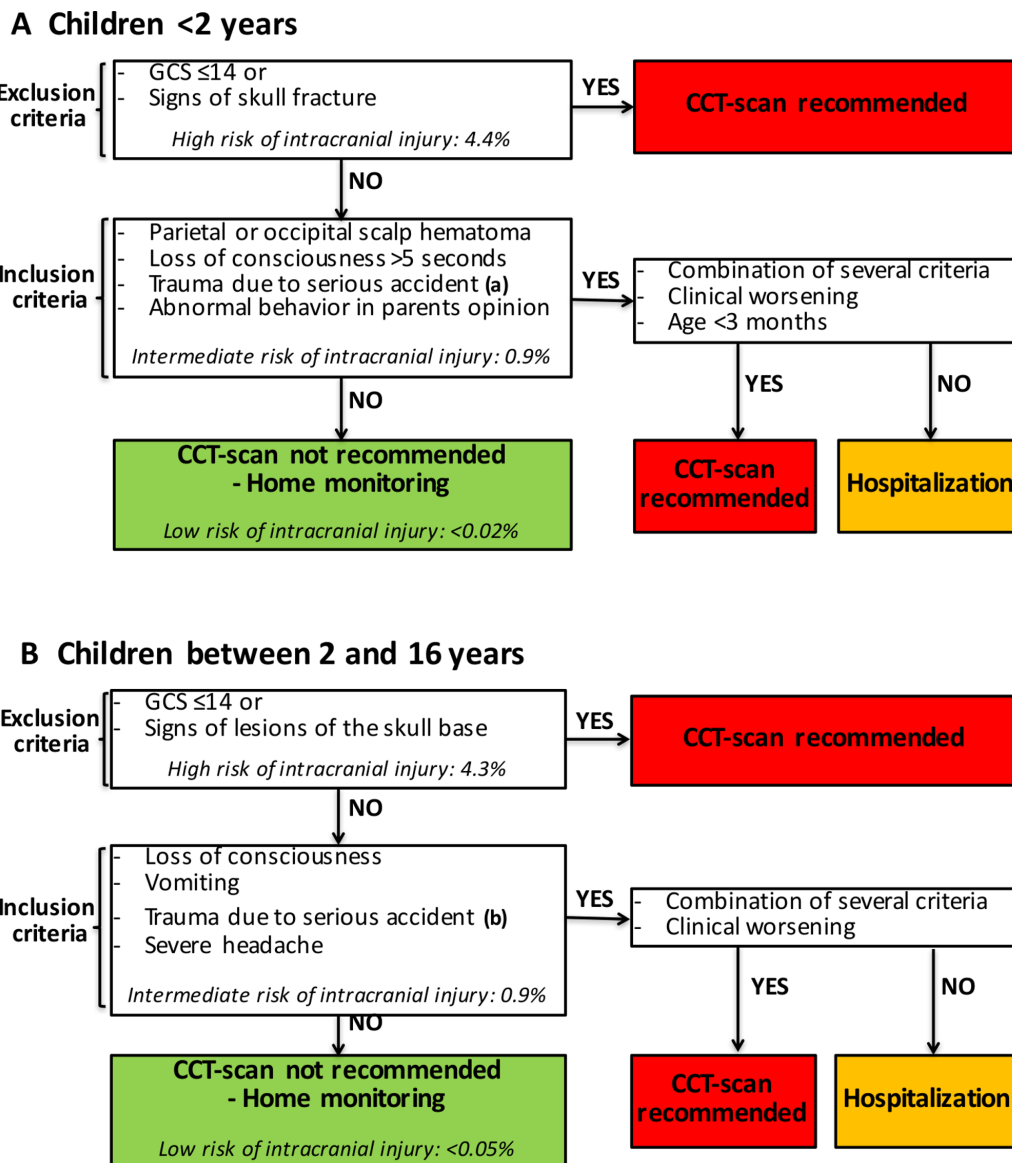 A Children <2 years
Exclusion
criteria
- GCS ≤14 or
- Signs of skull fracture
High risk of intracranial injury: 4.4%
YES
CCT-scan recommended
NO
Inclusion
criteria
- Parietal or occipital scalp hematoma
- Loss of consciousness >5 seconds
- Trauma due to serious accident (a)
- Abnormal behavior in parents opinion
Intermediate risk of intracranial injury: 0.9%
YES
- Combination of several criteria
- Clinical worsening
- Age <3 months
NO
YES
NO
CCT-scan not recommended
- Home monitoring
Low risk of intracranial injury: <0.02%
CCT-scan
recommended
Hospitalization
B Children between 2 and 16 years
Exclusion
criteria
- GCS ≤14 or
- Signs of lesions of the skull base
High risk of intracranial injury: 4.3%
YES
CCT-scan recommended
NO
Inclusion
criteria
- Loss of consciousness
- Vomiting
- Trauma due to serious accident (b)
- Severe headache
Intermediate risk of intracranial injury: 0.9%
YES
- Combination of several criteria
- Clinical worsening
NO
YES
NO
CCT-scan not recommended
- Home monitoring
Low risk of intracranial injury: <0.05%
CCT-scan
recommended
Hospitalization